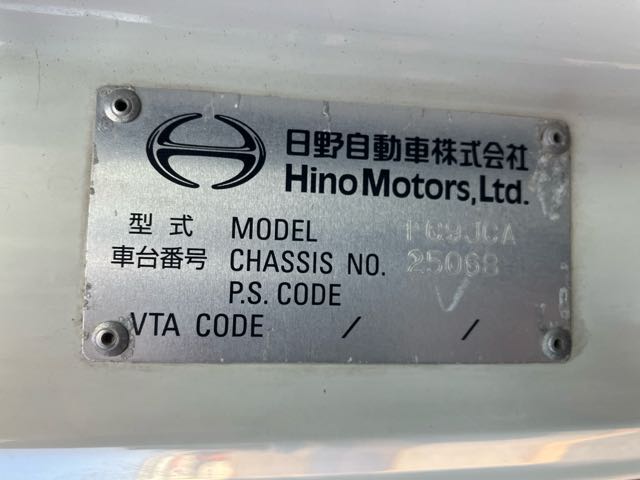 日野自動車株式会社
Hino Motors, Ltd.
型式 MODEL FG9JCA
車台番号 CHASSIS NO. 25068
P.S. CODE
VTA CODE / /